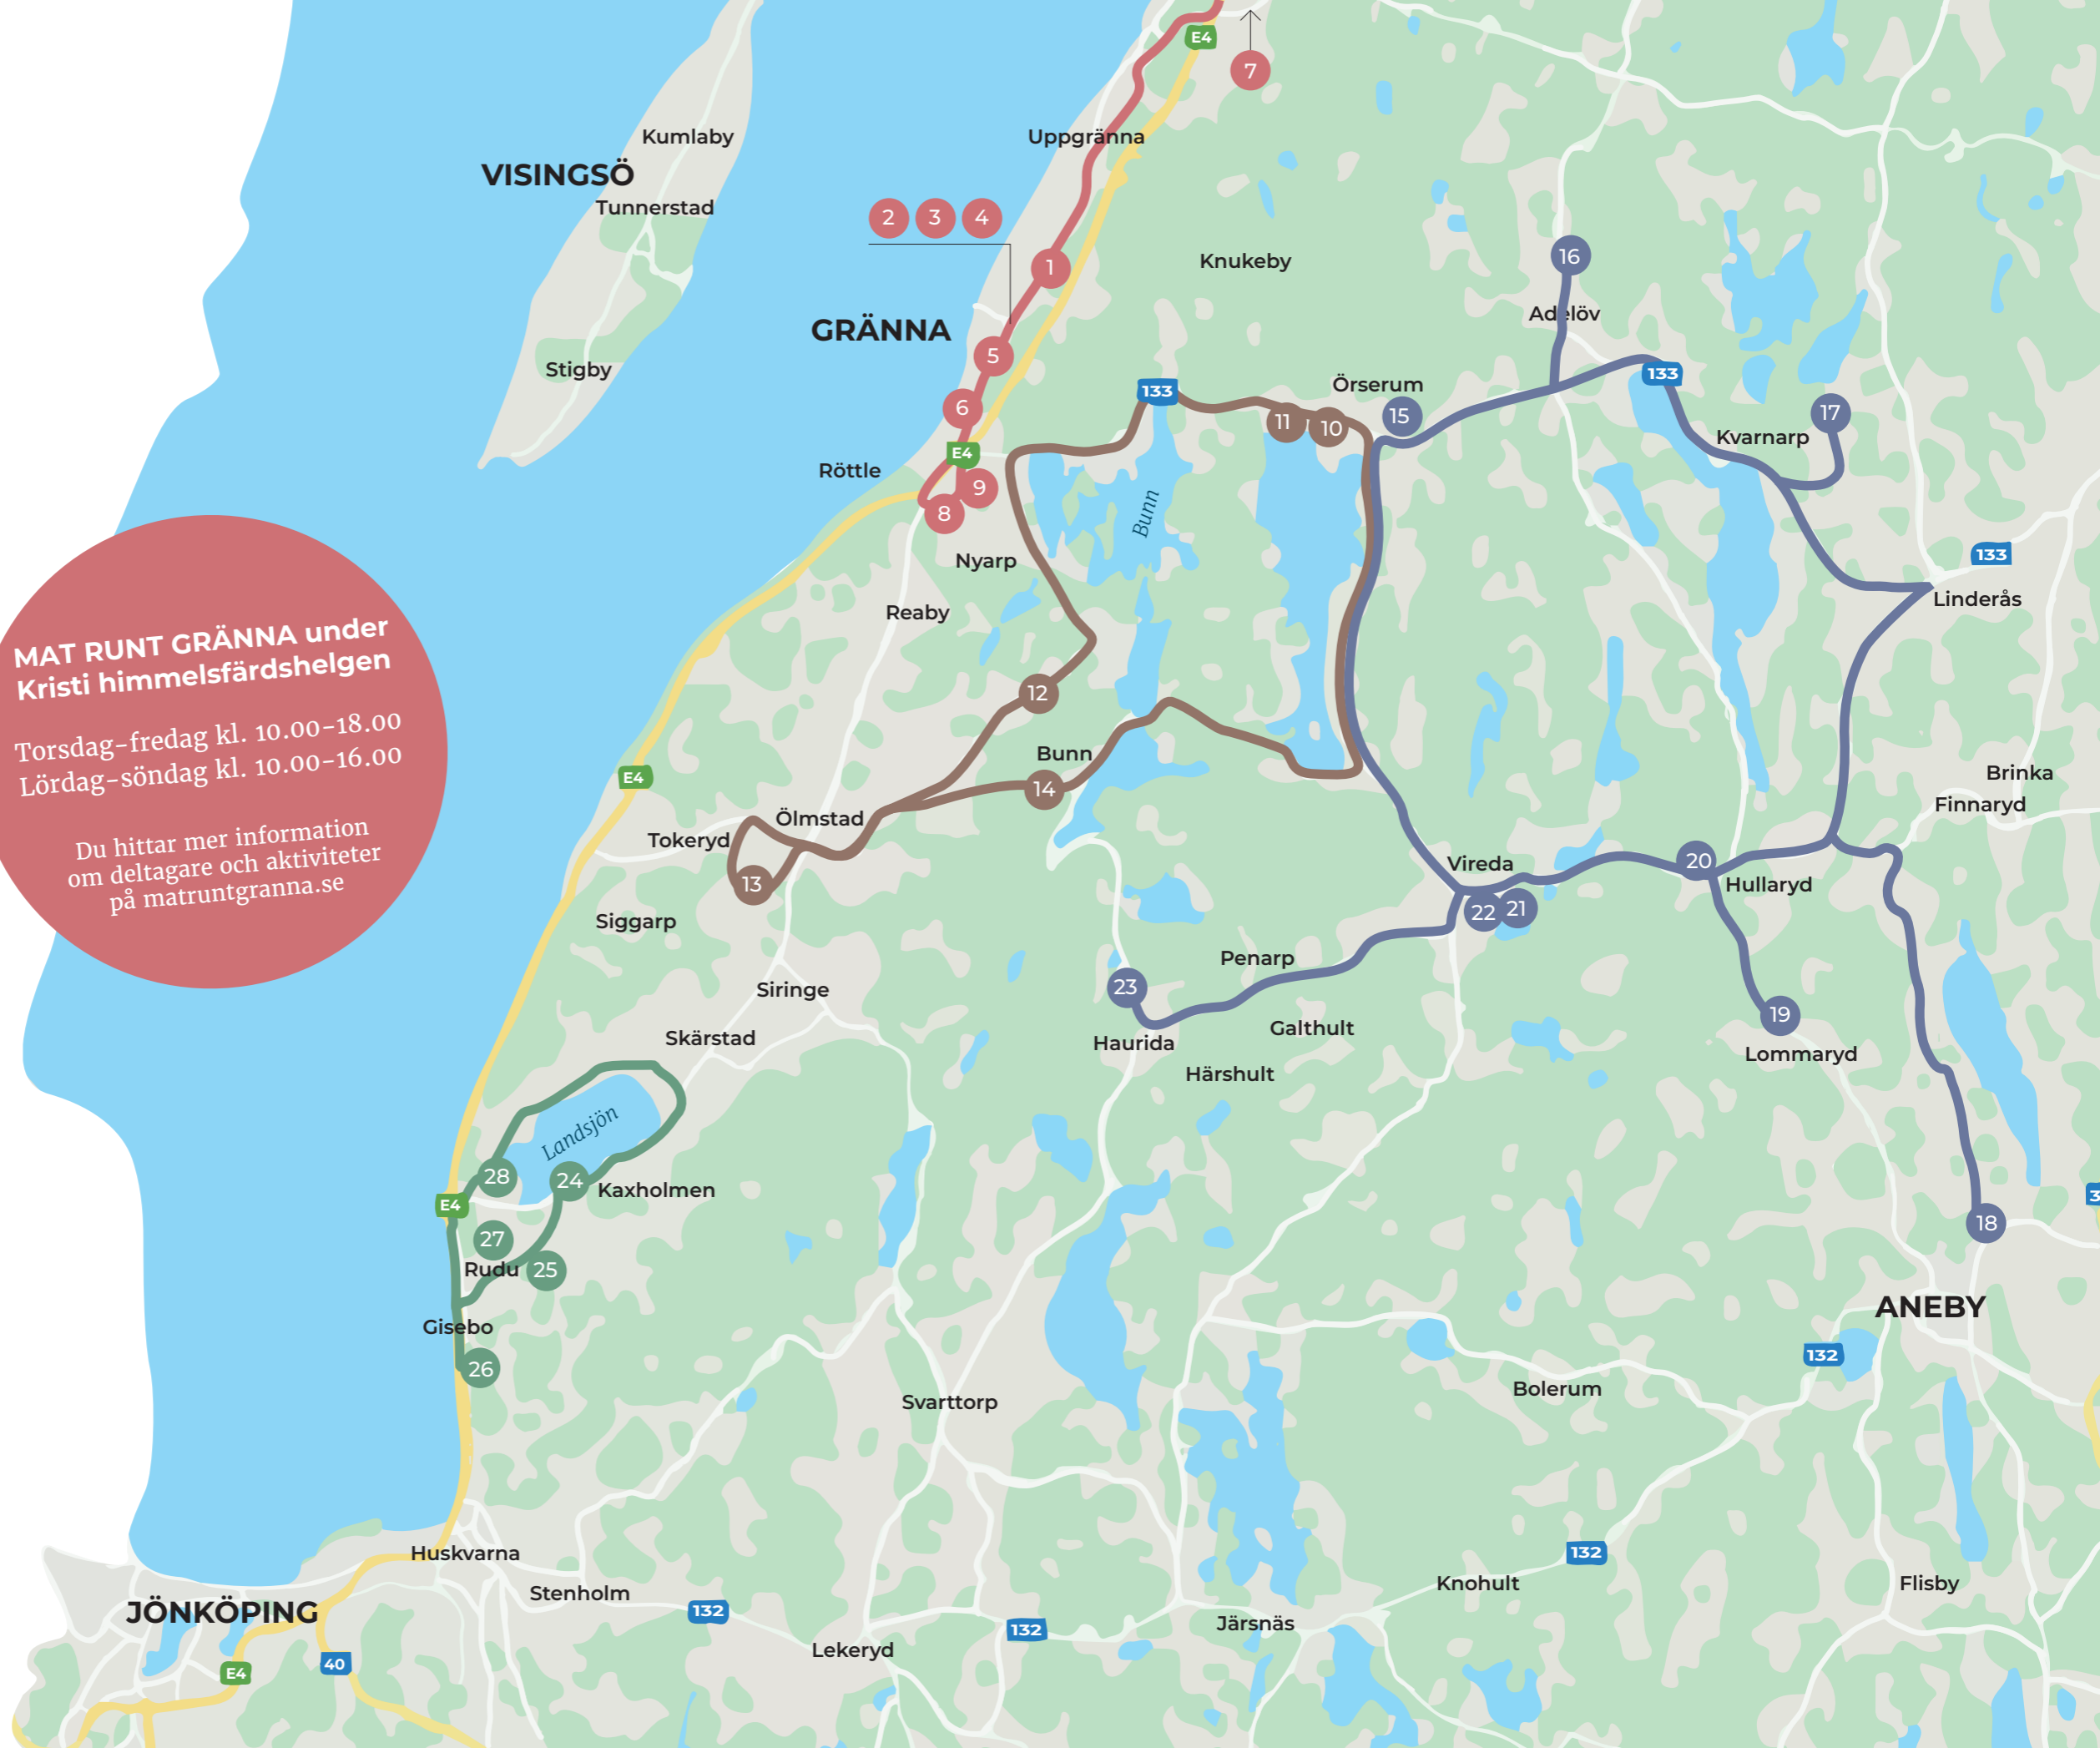 E4
7
Kumlaby
Uppgränna
VISINGSÖ
Tunnerstad
2 3 4
1
Knukeby
16
Adelöv
GRÄNNA
5
Stigby
133
Örserum
133
6
11 10
15
17
Kvarnarp
E4
Röttle
9
8
Bunn
Nyarp
133
Linderås
Reaby
MAT RUNT GRÄNNA under
Kristi himmelsfärdshelgen
Torsdag–fredag kl. 10.00–18.00
Lördag–söndag kl. 10.00–16.00
Du hittar mer information
om deltagare och aktiviteter
på matruntgranna.se
12
Bunn
14
E4
Brinka
Finnaryd
Ölmstad
Tokeryd
13
Vireda
20
Hullaryd
22 21
Siggarp
Penarp
23
Siringe
19
Galthult
Skärstad
Haurida
Lommaryd
Härshult
Landsjön
28
24
Kaxholmen
E4
18
27
Rudu
25
ANEBY
Gisebo
132
26
Bolerum
Svarttorp
Huskvarna
132
Knohult
Flisby
Stenholm
JÖNKÖPING
132
Järsnäs
132
Lekeryd
E4
40